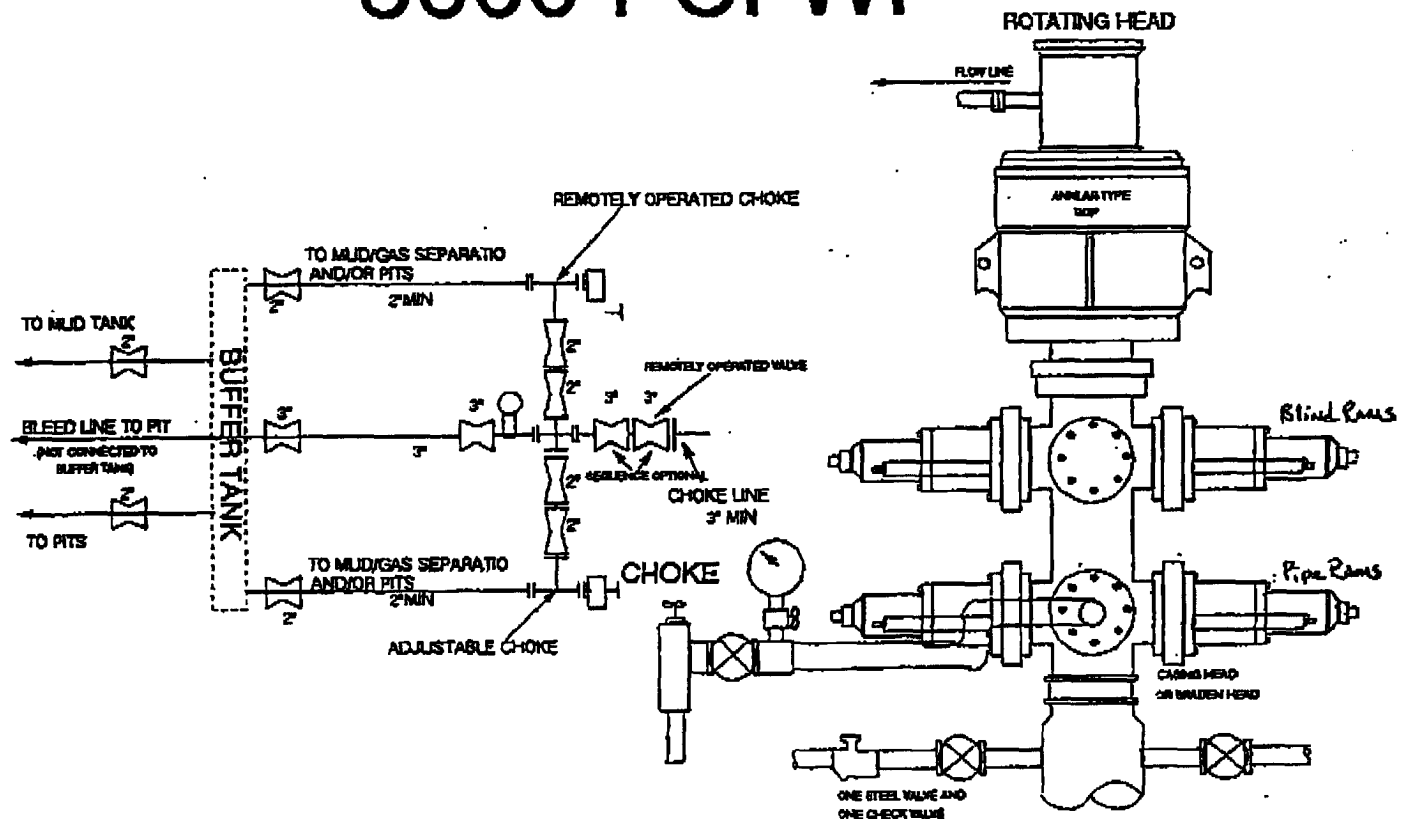 ROTATING HEAD
FLOW LINE
ANNULAR TYPE
BOP
REMOTELY OPERATED CHOKE
TO MUD/GAS SEPARATIO
AND/OR PITS
2" MIN
2"
TO MUD TANK
2"
BUFFER TANK
2"
2"
REMOTELY OPERATED VALVE
3"
3"
3"
3"
BLEED LINE TO PIT
(NOT CONNECTED TO
BUFFER TANK)
3"
SEQUENCE OPTIONAL
CHOKE LINE
3" MIN
2"
2"
2"
TO PITS
TO MUD/GAS SEPARATIO
AND/OR PITS
2" MIN
2"
CHOKE
ADJUSTABLE CHOKE
Blind Rams
Pipe Rams
CASING HEAD
OR BRADEN HEAD
ONE STEEL VALVE AND
ONE CHECK VALVE